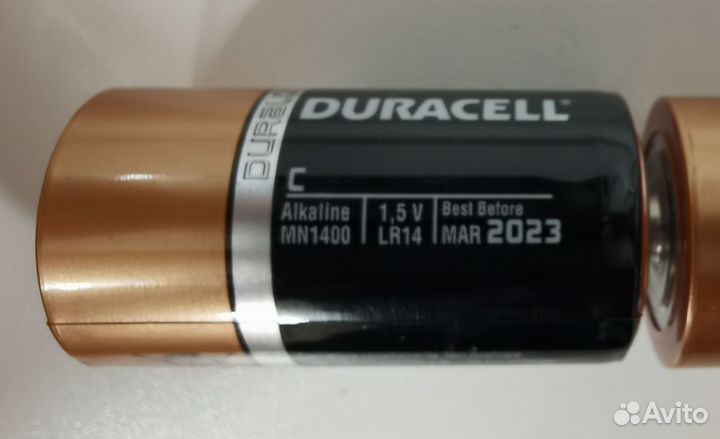 DURACELL
C
Alkaline 1,5 V Best Before
MN1400 LR14 MAR 2023
Avito